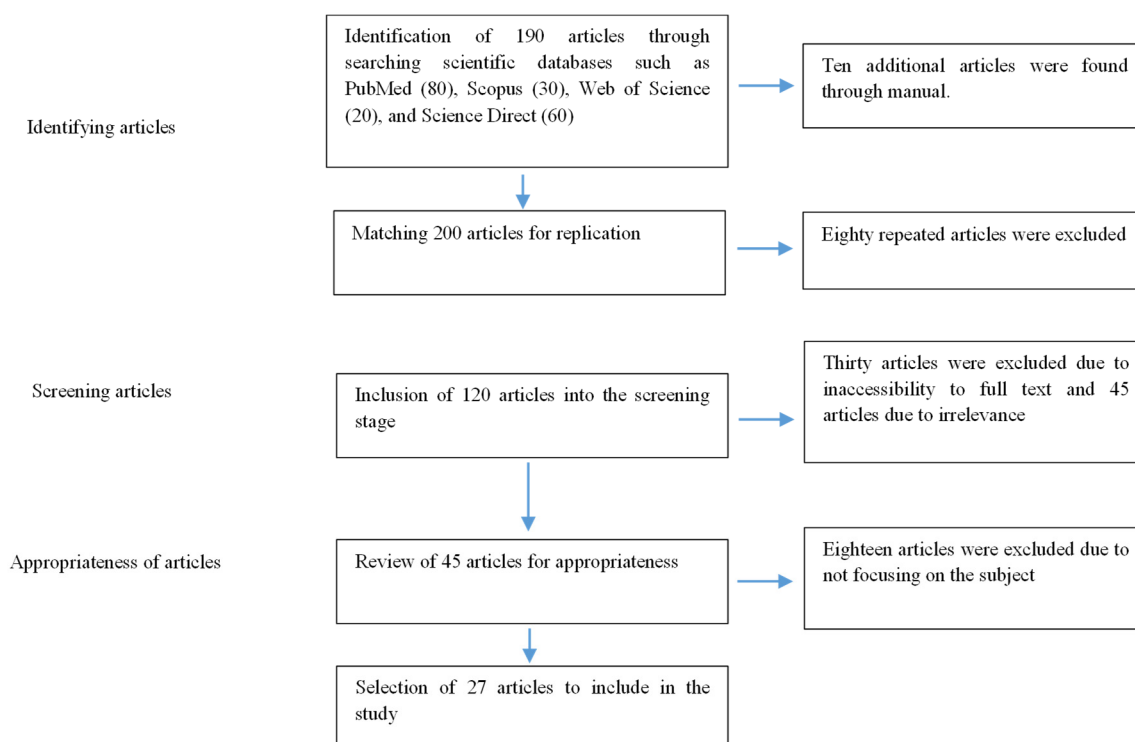 Identification of 190 articles through
searching scientific databases such as
PubMed (80), Scopus (30), Web of Science
(20), and Science Direct (60)
Ten additional articles were found
through manual.
Identifying articles
Matching 200 articles for replication
Eighty repeated articles were excluded
Screening articles
Inclusion of 120 articles into the screening
stage
Thirty articles were excluded due to
inaccessibility to full text and 45
articles due to irrelevance
Appropriateness of articles
Review of 45 articles for appropriateness
Eighteen articles were excluded due to
not focusing on the subject
Selection of 27 articles to include in the
study